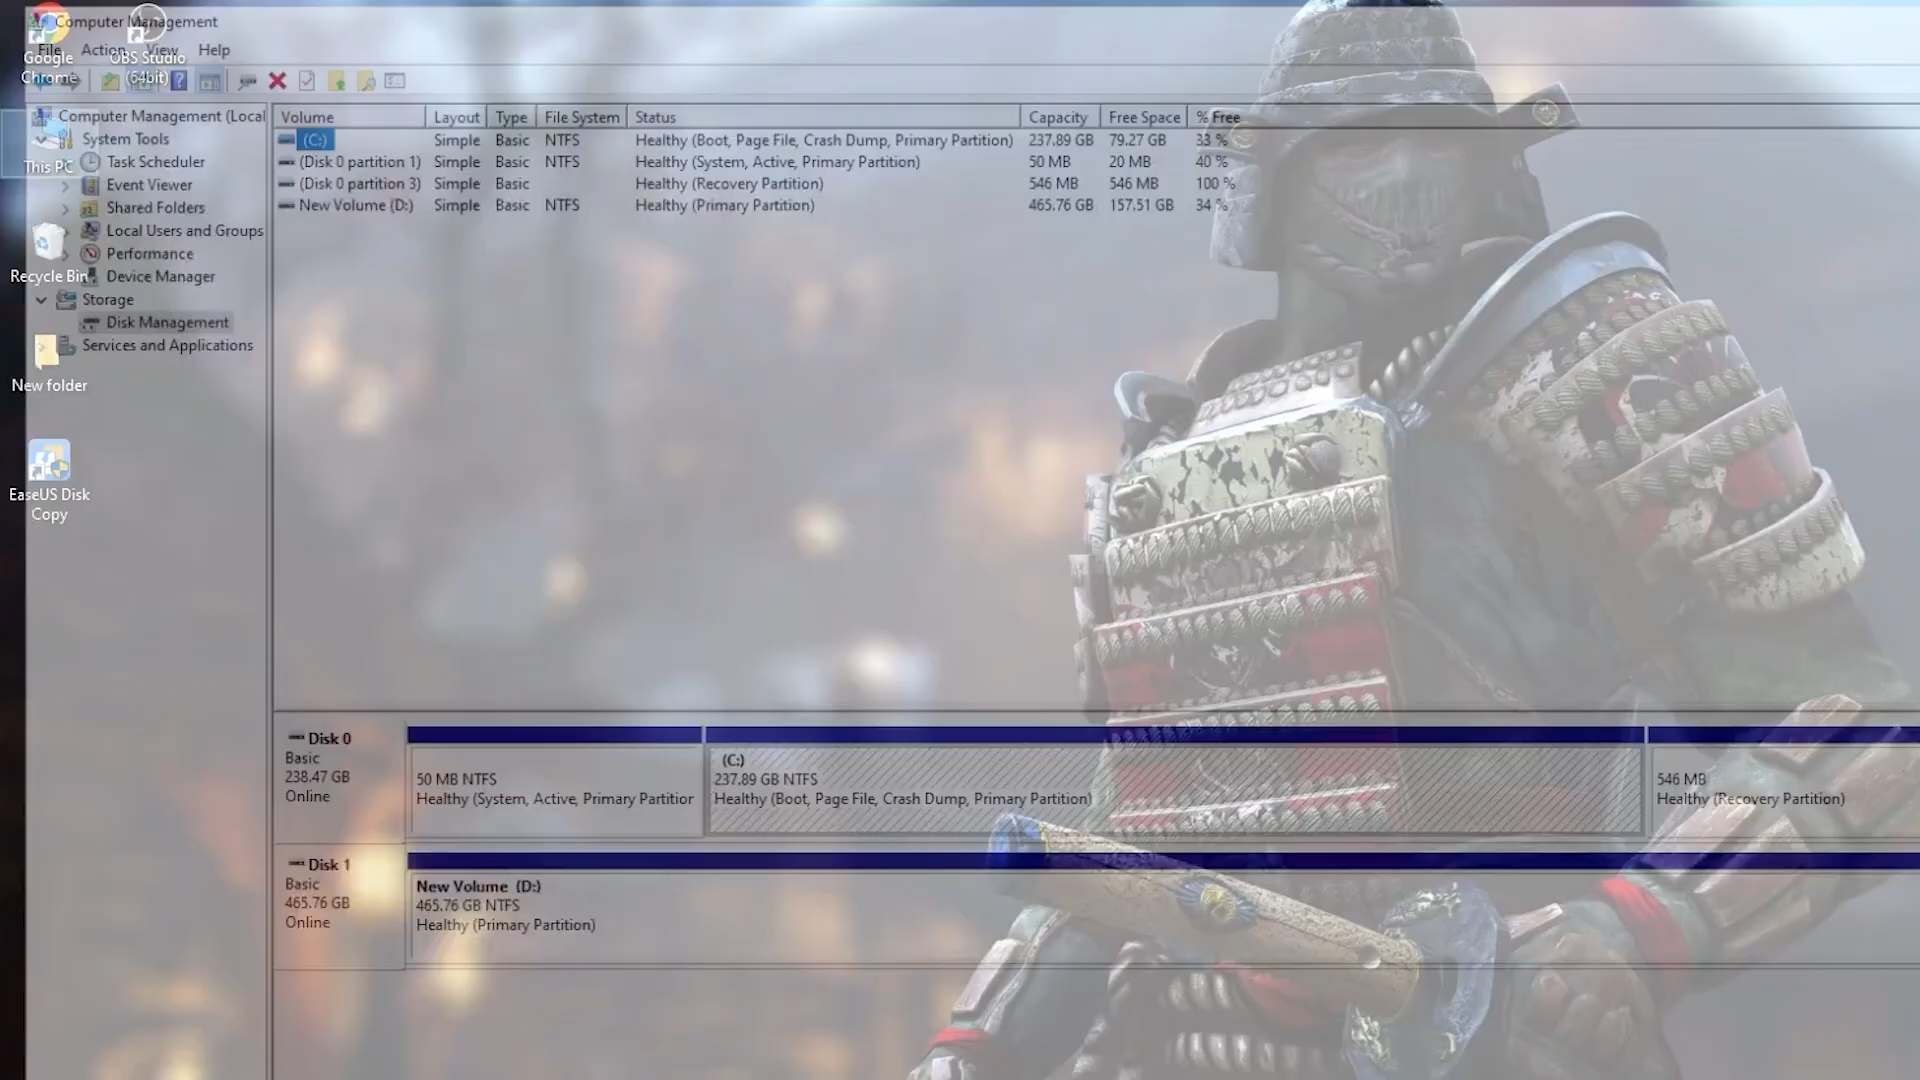 Computer Management
File Action View Help
Google
Chrome
OBS Studio
(64bit)
This PC
Recycle Bin
New folder
EaseUS Disk
Copy
Computer Management (Local
System Tools
Task Scheduler
Event Viewer
Shared Folders
Local Users and Groups
Performance
Device Manager
Storage
Disk Management
Services and Applications
Volume Layout Type File System Status Capacity Free Space % Free
(C:) Simple Basic NTFS Healthy (Boot, Page File, Crash Dump, Primary Partition) 237.89 GB 79.27 GB 33 %
(Disk 0 partition 1) Simple Basic NTFS Healthy (System, Active, Primary Partition) 50 MB 20 MB 40 %
(Disk 0 partition 3) Simple Basic Healthy (Recovery Partition) 546 MB 546 MB 100 %
New Volume (D:) Simple Basic NTFS Healthy (Primary Partition) 465.76 GB 157.51 GB 34 %
Disk 0
Basic
238.47 GB
Online
50 MB NTFS
Healthy (System, Active, Primary Partitior
(C:)
237.89 GB NTFS
Healthy (Boot, Page File, Crash Dump, Primary Partition)
546 MB
Healthy (Recovery Partition)
Disk 1
Basic
465.76 GB
Online
New Volume (D:)
465.76 GB NTFS
Healthy (Primary Partition)